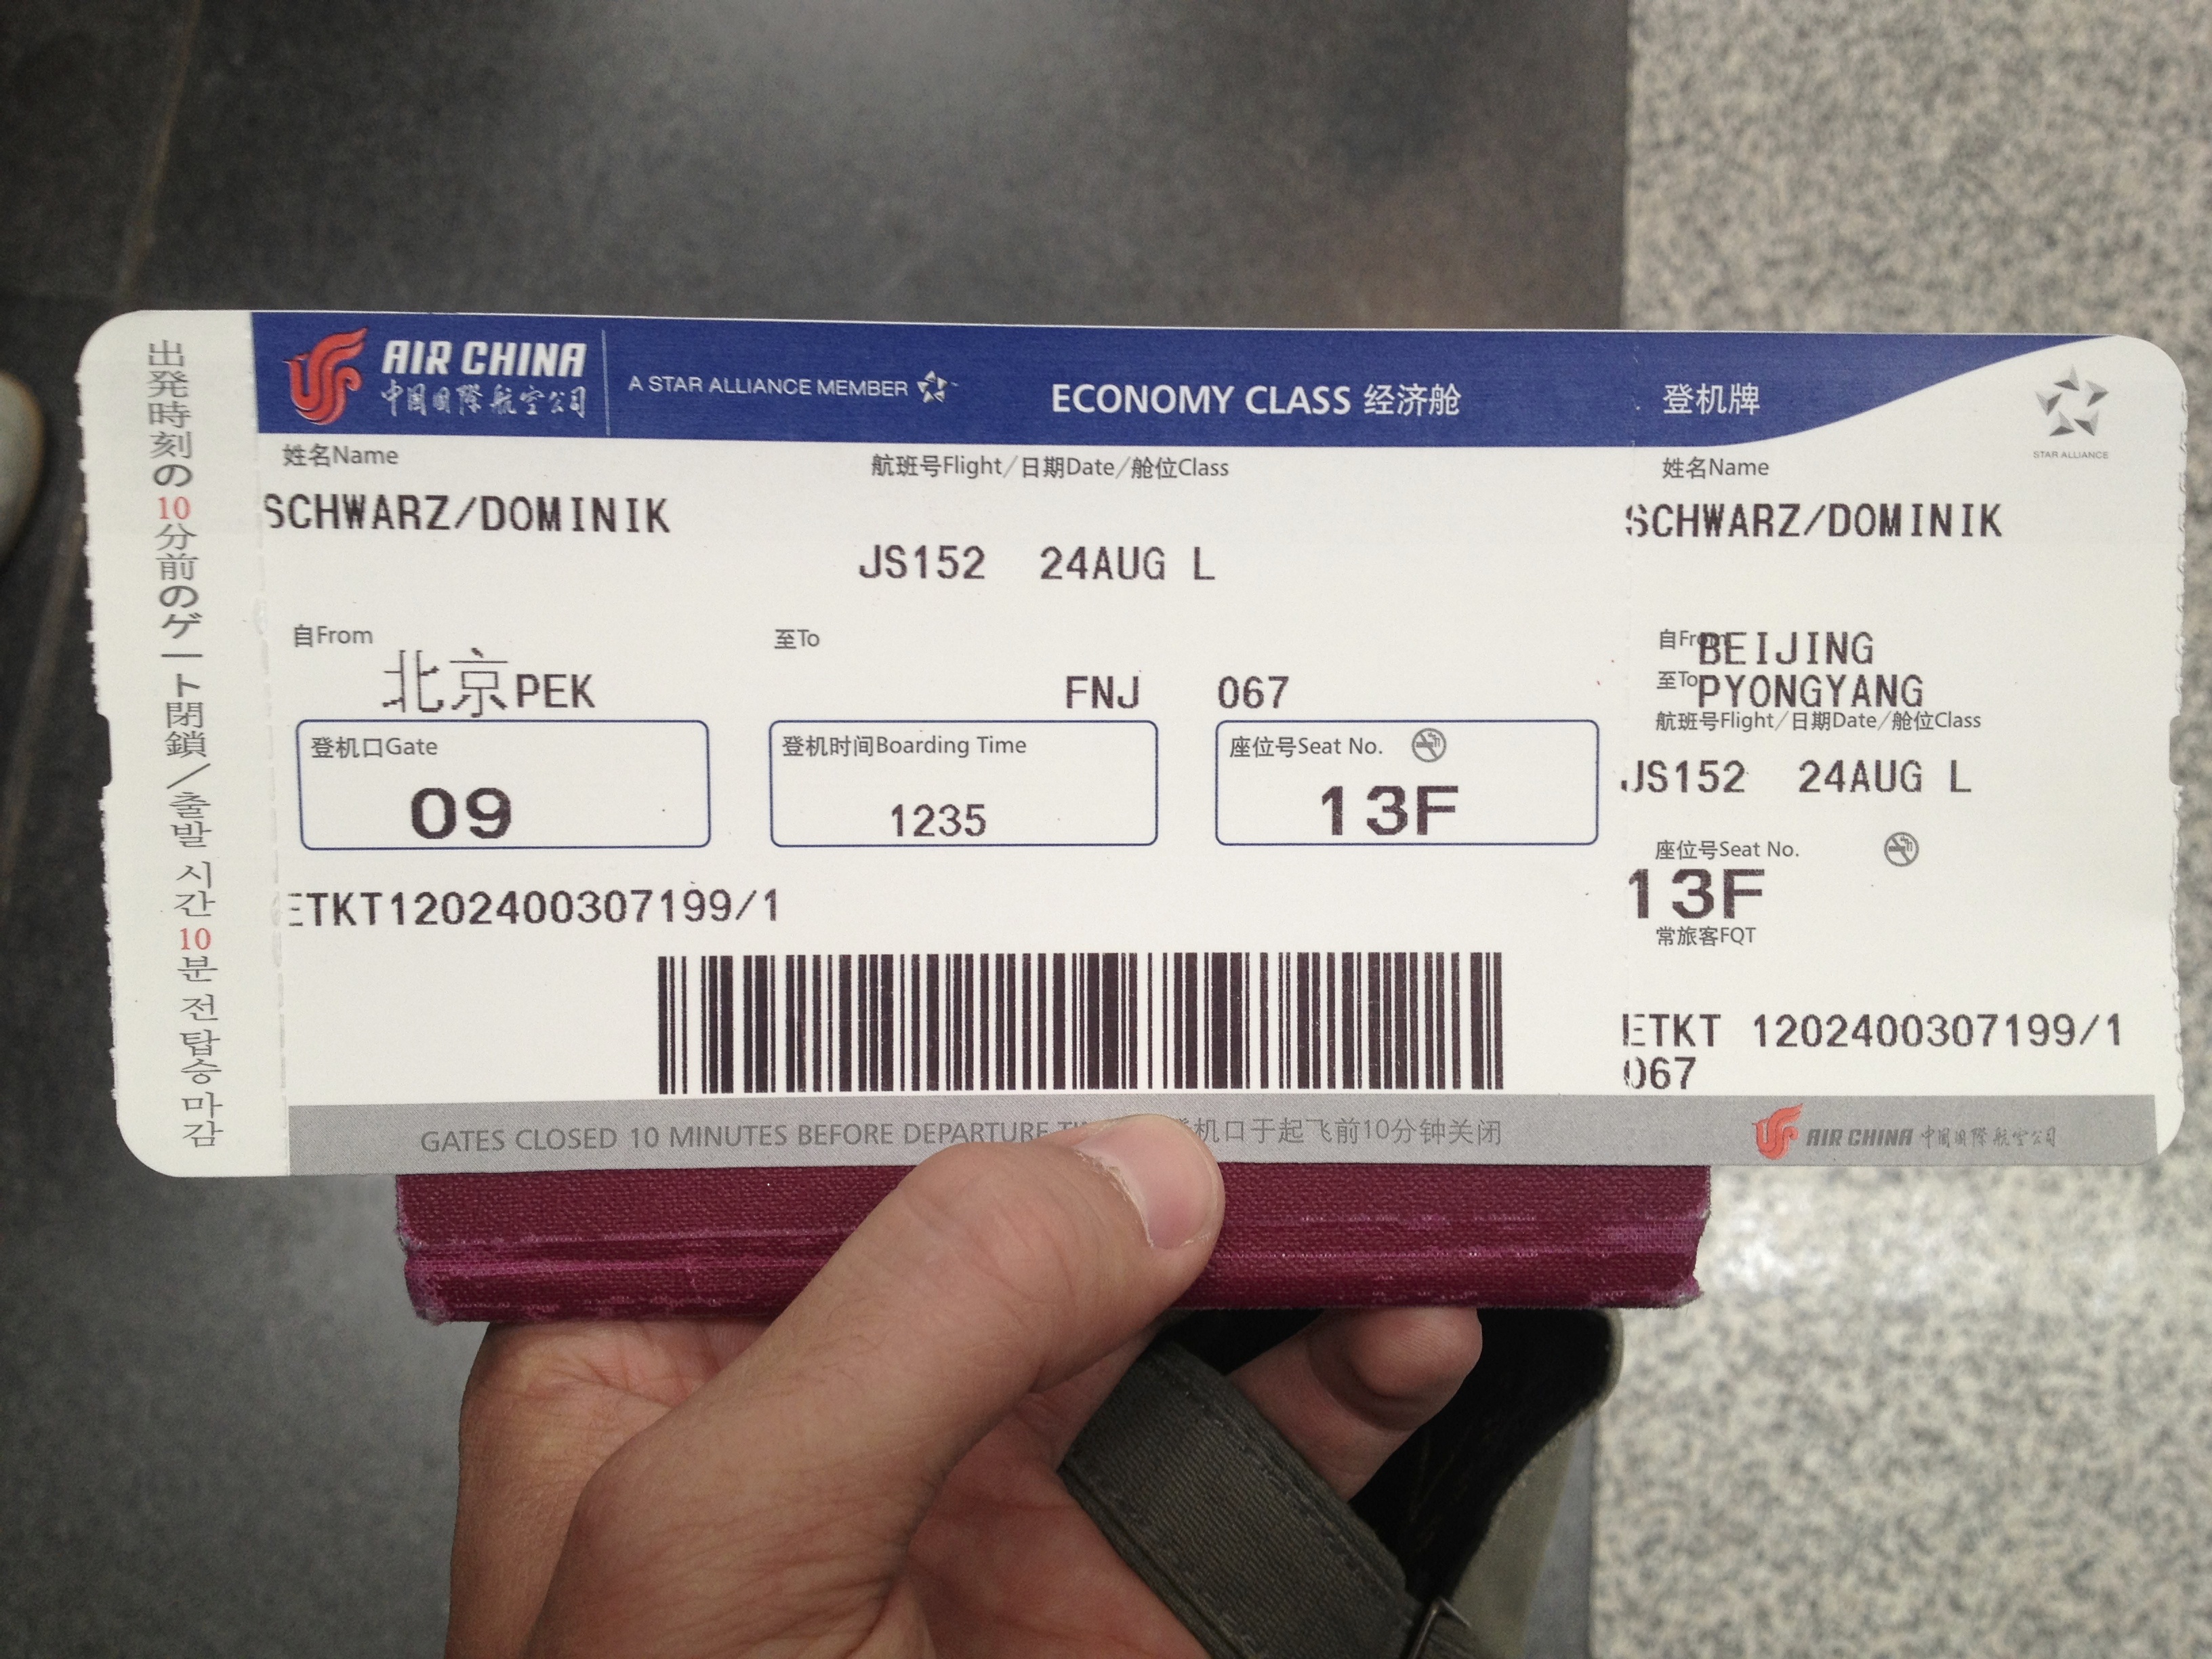 出発時刻の10分前のゲート閉鎖/출발 시간 10분 전 탑승 마감
AIR CHINA
中国国際航空公司
A STAR ALLIANCE MEMBER
ECONOMY CLASS 经济舱
姓名Name
SCHWARZ/DOMINIK
航班号Flight/日期Date/舱位Class
JS152 24AUG L
自From
北京PEK
至To
FNJ 067
登机口Gate
09
登机时间Boarding Time
1235
座位号Seat No.
13F
ETKT1202400307199/1
GATES CLOSED 10 MINUTES BEFORE DEPARTURE 机口于起飞前10分钟关闭
登机牌
STAR ALLIANCE
姓名Name
SCHWARZ/DOMINIK
自From BEIJING
至To PYONGYANG
航班号Flight/日期Date/舱位Class
JS152 24AUG L
座位号Seat No.
13F
常旅客FQT
ETKT 1202400307199/1
067
AIR CHINA 中国国際航空公司